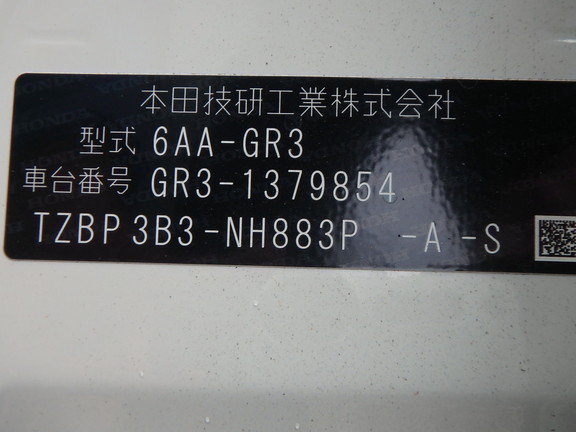 本田技研工業株式会社
型式 6AA-GR3
車台番号 GR3-1379854
TZBP 3B3-NH883P -A -S